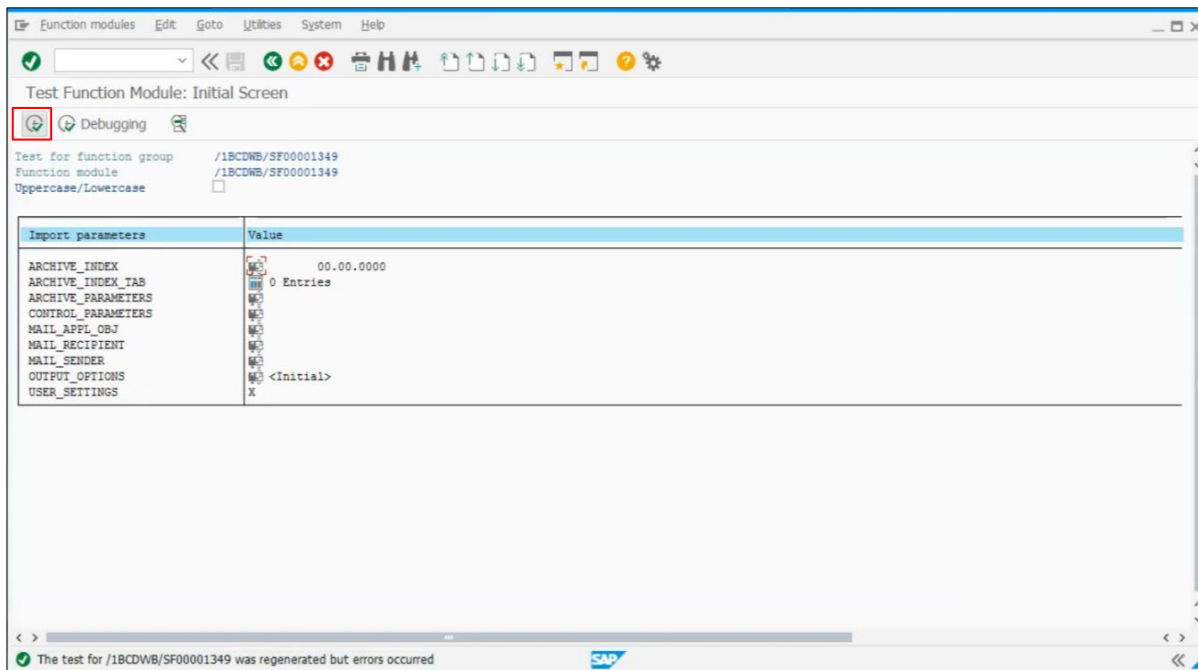 Function modules Edit Goto Utilities System Help
Test Function Module: Initial Screen
Debugging
Test for function group /1BCDWB/SF00001349
Function module /1BCDWB/SF00001349
Uppercase/Lowercase
Import parameters Value
ARCHIVE_INDEX 00.00.0000
ARCHIVE_INDEX_TAB 0 Entries
ARCHIVE_PARAMETERS
CONTROL_PARAMETERS
MAIL_APPL_OBJ
MAIL_RECIPIENT
MAIL_SENDER
OUTPUT_OPTIONS <Initial>
USER_SETTINGS X
The test for /1BCDWB/SF00001349 was regenerated but errors occurred SAP